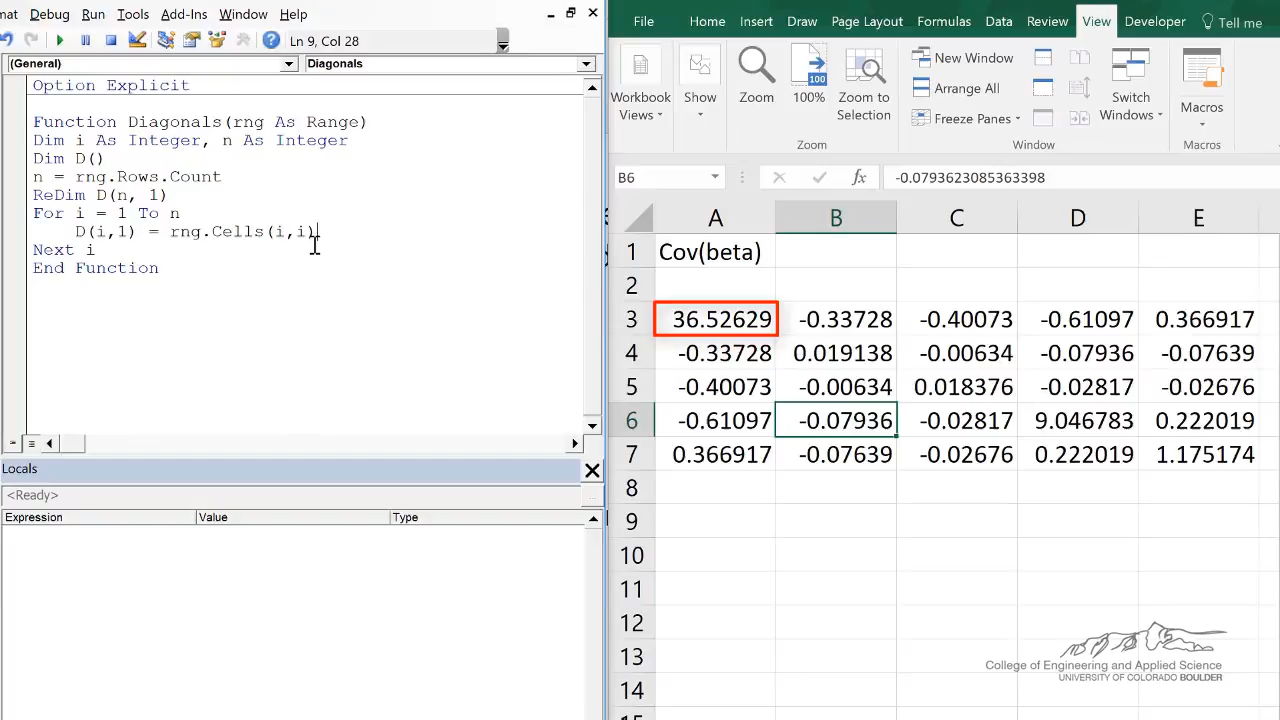 mat Debug Run Tools Add-Ins Window Help
Ln 9, Col 28
(General) Diagonals
Option Explicit
Function Diagonals(rng As Range)
Dim i As Integer, n As Integer
Dim D()
n = rng.Rows.Count
ReDim D(n, 1)
For i = 1 To n
D(i,1) = rng.Cells(i,i)
Next i
End Function
Locals
<Ready>
Expression Value Type
File Home Insert Draw Page Layout Formulas Data Review View Developer Tell me
Workbook Views
Show
Zoom
100
100%
Zoom to Selection
New Window
Arrange All
Freeze Panes
Switch Windows
Macros
Zoom Window Macros
B6 fx -0.0793623085363398
A B C D E
1 Cov(beta)
2
3 36.52629 -0.33728 -0.40073 -0.61097 0.366917
4 -0.33728 0.019138 -0.00634 -0.07936 -0.07639
5 -0.40073 -0.00634 0.018376 -0.02817 -0.02676
6 -0.61097 -0.07936 -0.02817 9.046783 0.222019
7 0.366917 -0.07639 -0.02676 0.222019 1.175174
8
9
10
11
12
13
14
College of Engineering and Applied Science
UNIVERSITY OF COLORADO BOULDER